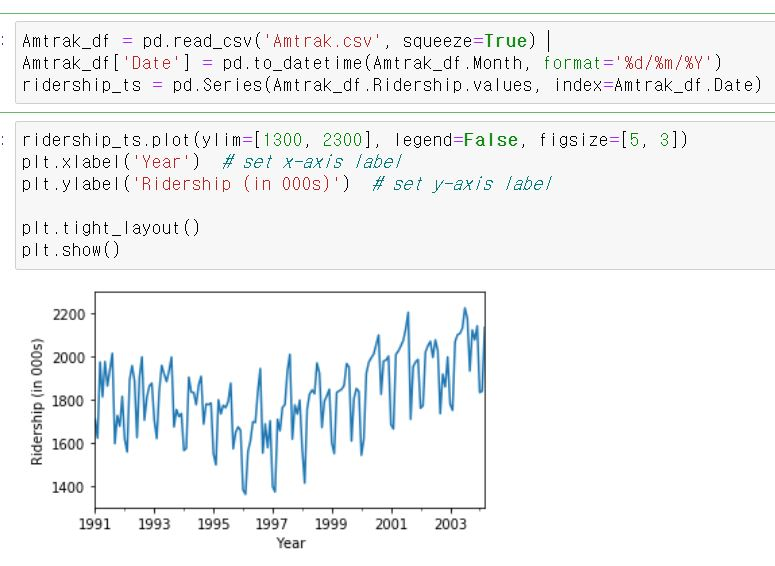 : Amtrak_df = pd.read_csv('Amtrak.csv', squeeze=True)
Amtrak_df['Date'] = pd.to_datetime(Amtrak_df.Month, format='%d/%m/%Y')
ridership_ts = pd.Series(Amtrak_df.Ridership.values, index=Amtrak_df.Date)
: ridership_ts.plot(ylim=[1300, 2300], legend=False, figsize=[5, 3])
plt.xlabel('Year')  # set x-axis label
plt.ylabel('Ridership (in 000s)')  # set y-axis label
plt.tight_layout()
plt.show()
Ridership (in 000s)
2200
2000
1800
1600
1400
1991 1993 1995 1997 1999 2001 2003
Year